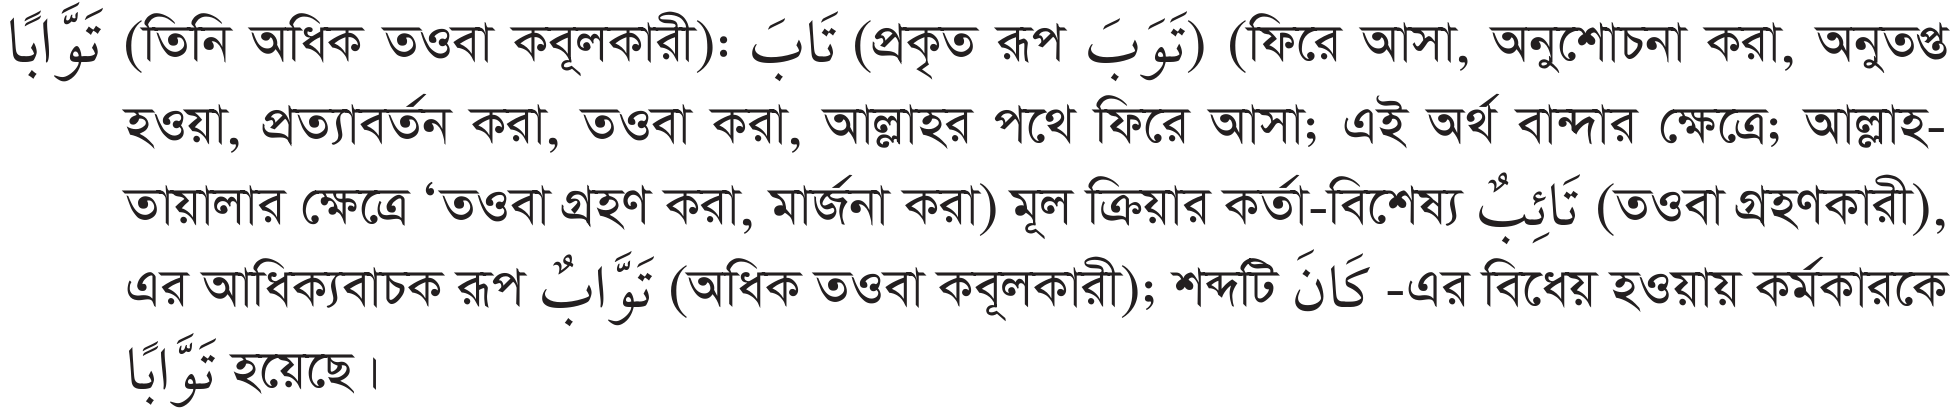 تَوَّابًا (তিনি অধিক তওবা কবূলকারী): تَابَ (প্রকৃত রূপ تَوَبَ) (ফিরে আসা, অনুশোচনা করা, অনুতপ্ত
হওয়া, প্রত্যাবর্তন করা, তওবা করা, আল্লাহর পথে ফিরে আসা; এই অর্থ বান্দার ক্ষেত্রে; আল্লাহ-
তায়ালার ক্ষেত্রে ‘তওবা গ্রহণ করা, মার্জনা করা) মূল ক্রিয়ার কর্তা-বিশেষ্য تَائِبٌ (তওবা গ্রহণকারী),
এর আধিক্যবাচক রূপ تَوَّابٌ (অধিক তওবা কবূলকারী); শব্দটি كَانَ -এর বিধেয় হওয়ায় কর্মকারকে
تَوَّابًا হয়েছে।